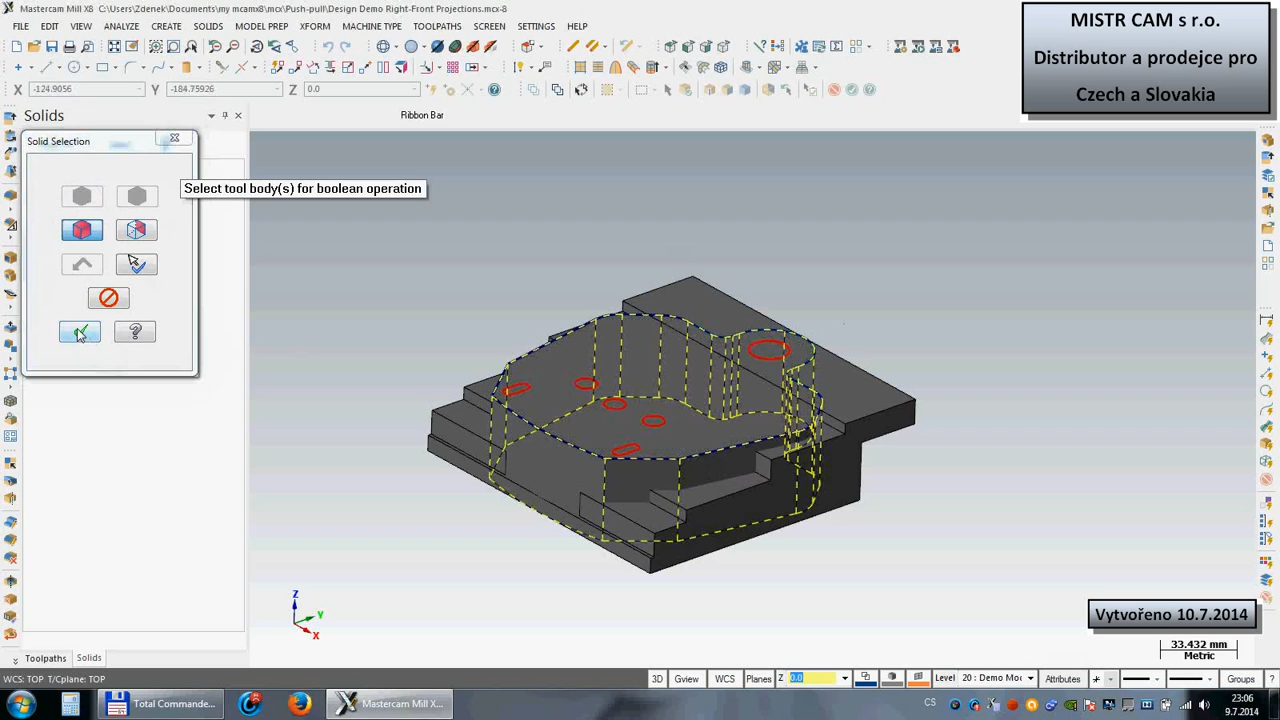 Mastercam Mill X8 - C:\Users\Zdenek\Documents\my mcamx8\mcx\Push-pull\Design Demo Right-Front Projections.mcx-8
FILE EDIT VIEW ANALYZE CREATE SOLIDS MODEL PREP XFORM MACHINE TYPE TOOLPATHS SCREEN SETTINGS HELP
MISTR CAM s r.o.
Distributor a prodejce pro
Czech a Slovakia
X -124.9056 Y -184.75926 Z 0.0
Solids
Ribbon Bar
Solid Selection
Select tool body(s) for boolean operation
Z
Y
X
Vytvořeno 10.7.2014
33.432 mm
Metric
Toolpaths Solids
WCS: TOP T/Cplane: TOP
3D Gview WCS Planes Z 0.0 Level 20 : Demo Moc Attributes Groups ?
Total Commande... Mastercam Mill X... CS 23:06
9.7.2014